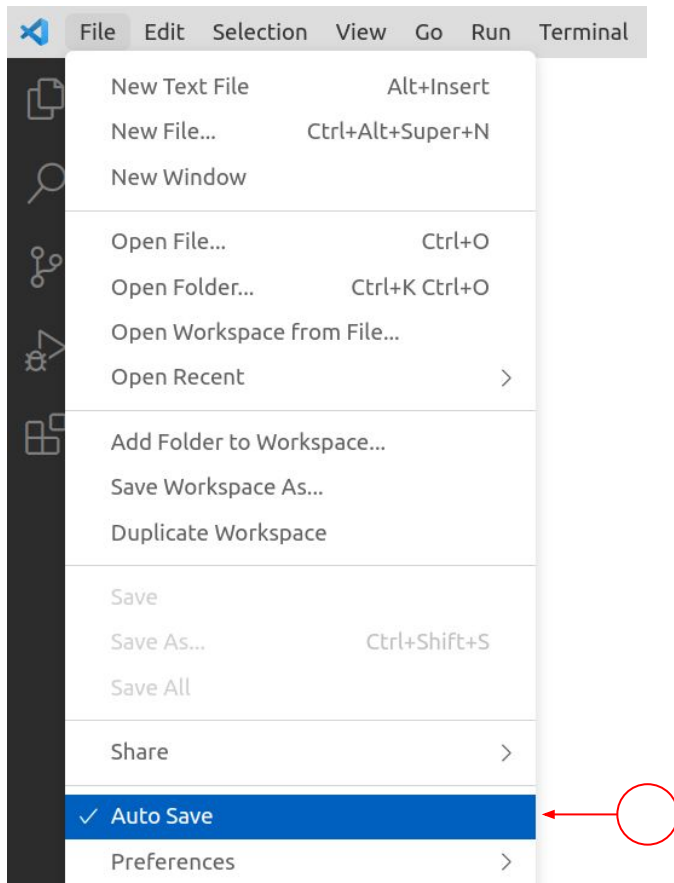 File Edit Selection View Go Run Terminal
New Text File Alt+Insert
New File... Ctrl+Alt+Super+N
New Window
Open File... Ctrl+O
Open Folder... Ctrl+K Ctrl+O
Open Workspace from File...
Open Recent
Add Folder to Workspace...
Save Workspace As...
Duplicate Workspace
Save
Save As... Ctrl+Shift+S
Save All
Share
Auto Save
Preferences